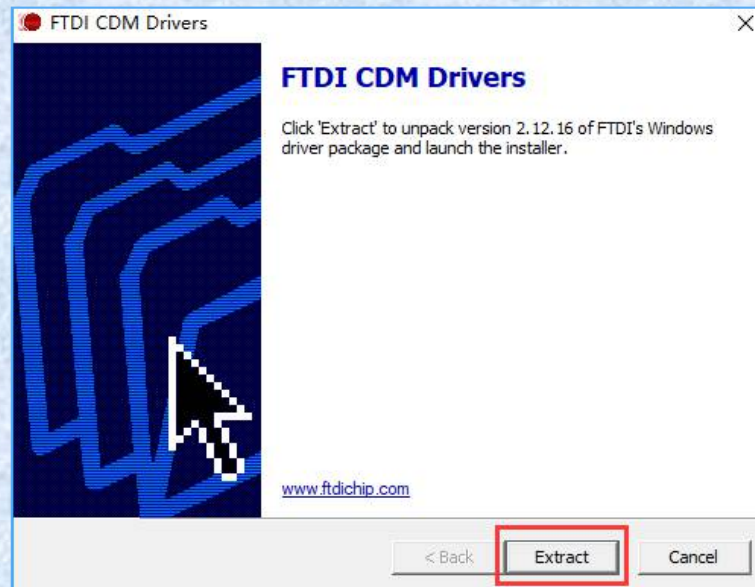 FTDI CDM Drivers
FTDI CDM Drivers
Click 'Extract' to unpack version 2.12.16 of FTDI's Windows
driver package and launch the installer.
www.ftdichip.com
< Back
Extract
Cancel